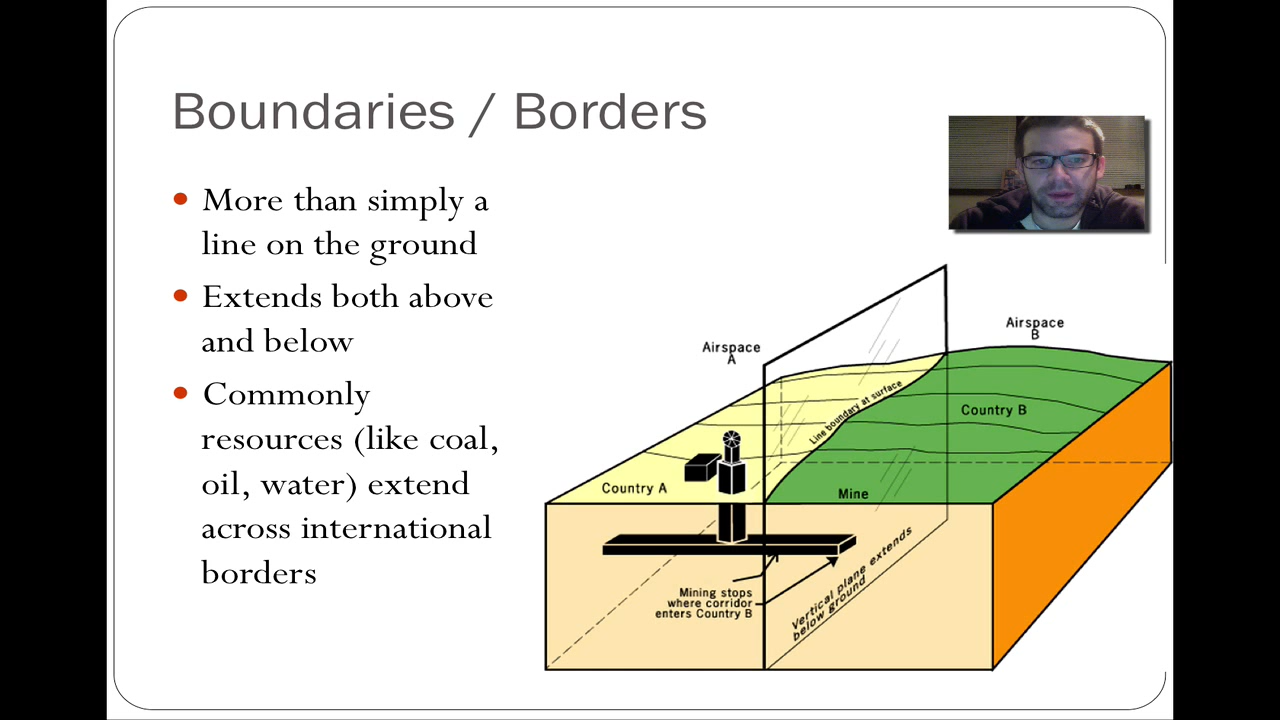 Boundaries / Borders
More than simply a
line on the ground
Extends both above
and below
Commonly
resources (like coal,
oil, water) extend
across international
borders
Airspace
A
Airspace
B
Line boundary at surface
Country B
Country A
Mine
Mining stops
where corridor
enters Country B
Vertical plane extends
below ground